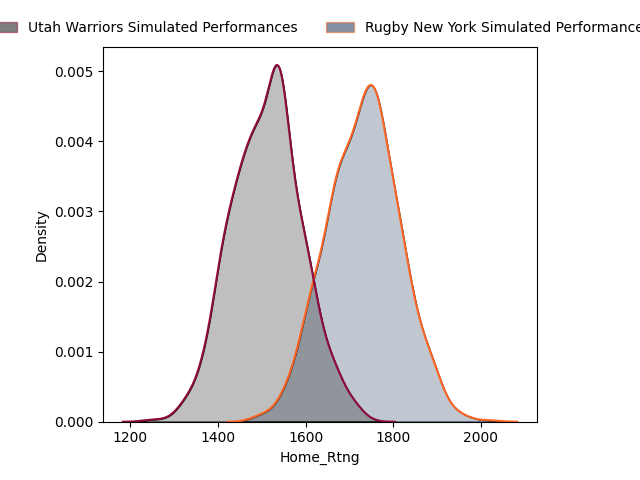 Utah Warriors Simulated Performances Rugby New York Simulated Performance
0.005
0.004
0.003
0.002
0.001
0.000
Density
1200 1400 1600 1800 2000
Home_Rtng